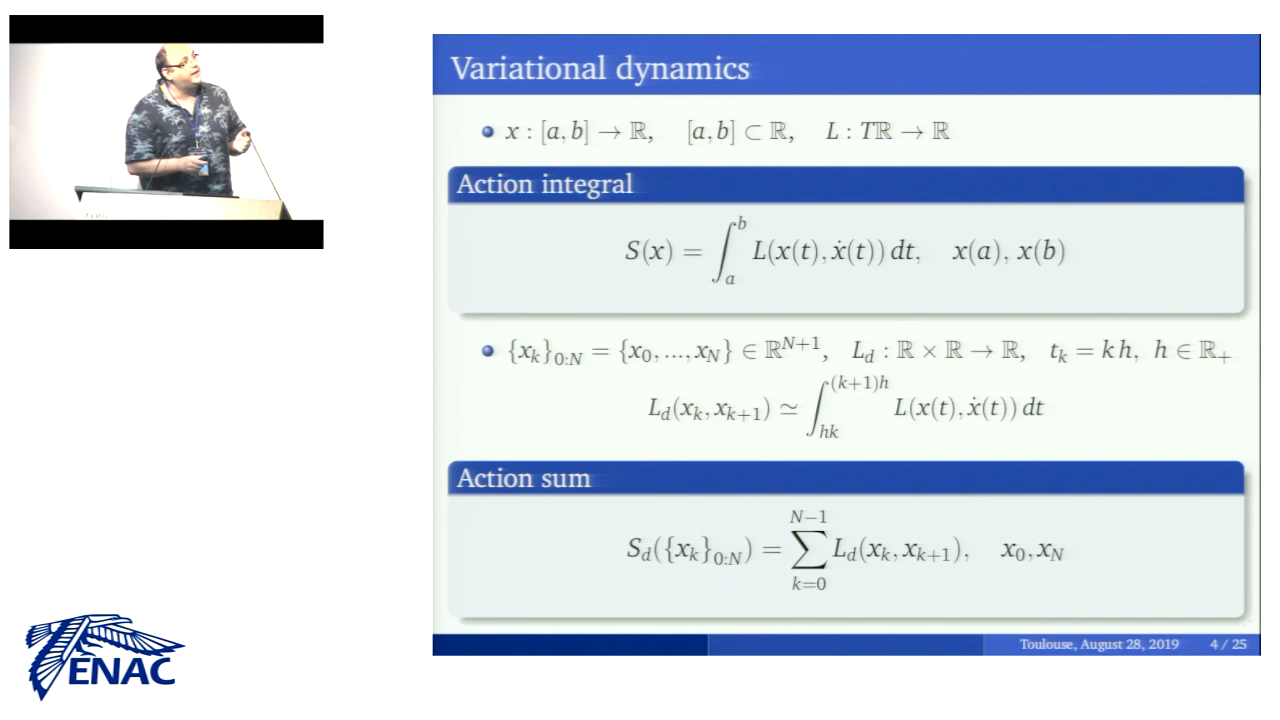 Variational dynamics
x : [a, b] → ℝ, [a, b] ⊂ ℝ, L : Tℝ → ℝ
Action integral
S(x) = ∫_a^b L(x(t), ẋ(t)) dt, x(a), x(b)
{x_k}_{0:N} = {x_0, ..., x_N} ∈ ℝ^{N+1}, L_d : ℝ × ℝ → ℝ, t_k = k h, h ∈ ℝ_+
L_d(x_k, x_{k+1}) ≃ ∫_{hk}^{(k+1)h} L(x(t), ẋ(t)) dt
Action sum
S_d({x_k}_{0:N}) = ∑_{k=0}^{N−1} L_d(x_k, x_{k+1}), x_0, x_N
Toulouse, August 28, 2019 4 / 25
ENAC